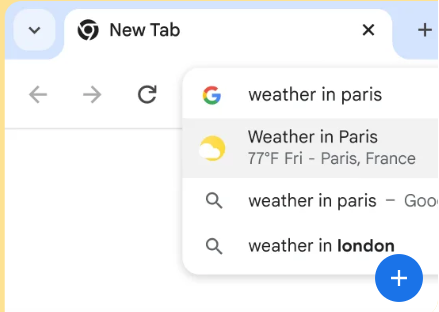 New Tab
weather in paris
Weather in Paris
77°F Fri - Paris, France
weather in paris – Goo
weather in london